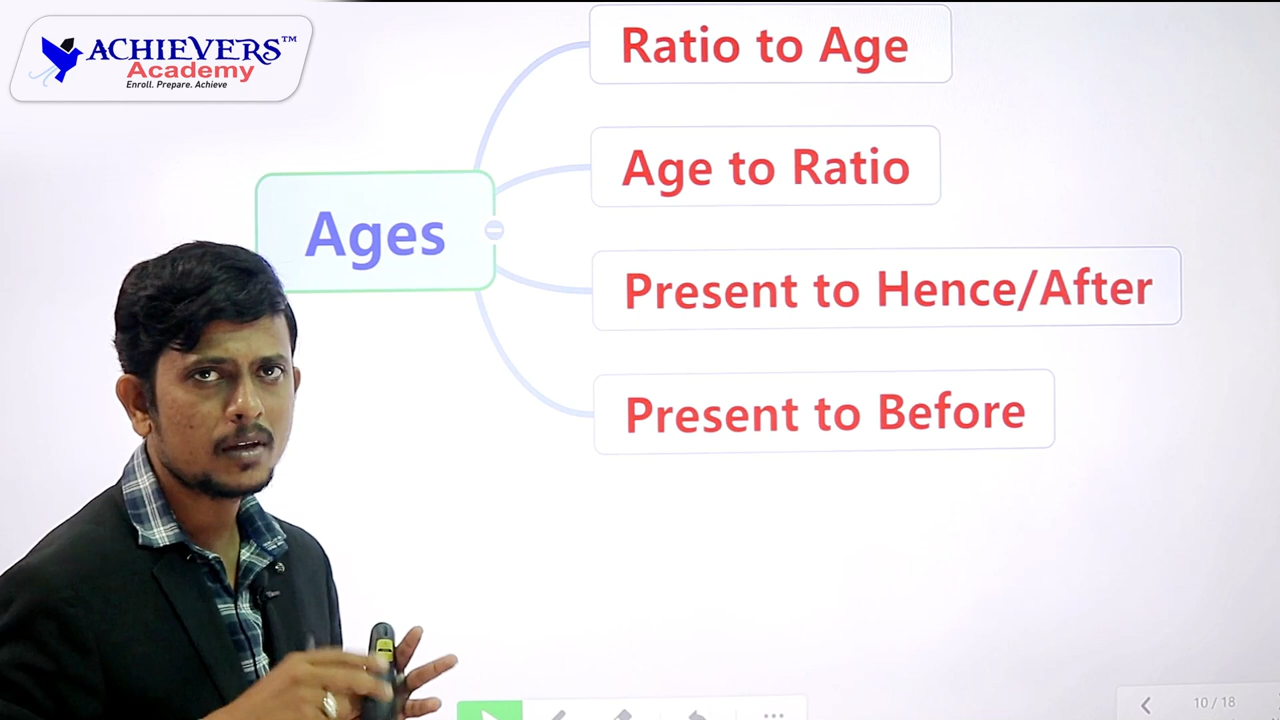 ACHIEVERS™
Academy
Enroll. Prepare. Achieve
Ratio to Age
Age to Ratio
Ages
Present to Hence/After
Present to Before
10 / 18